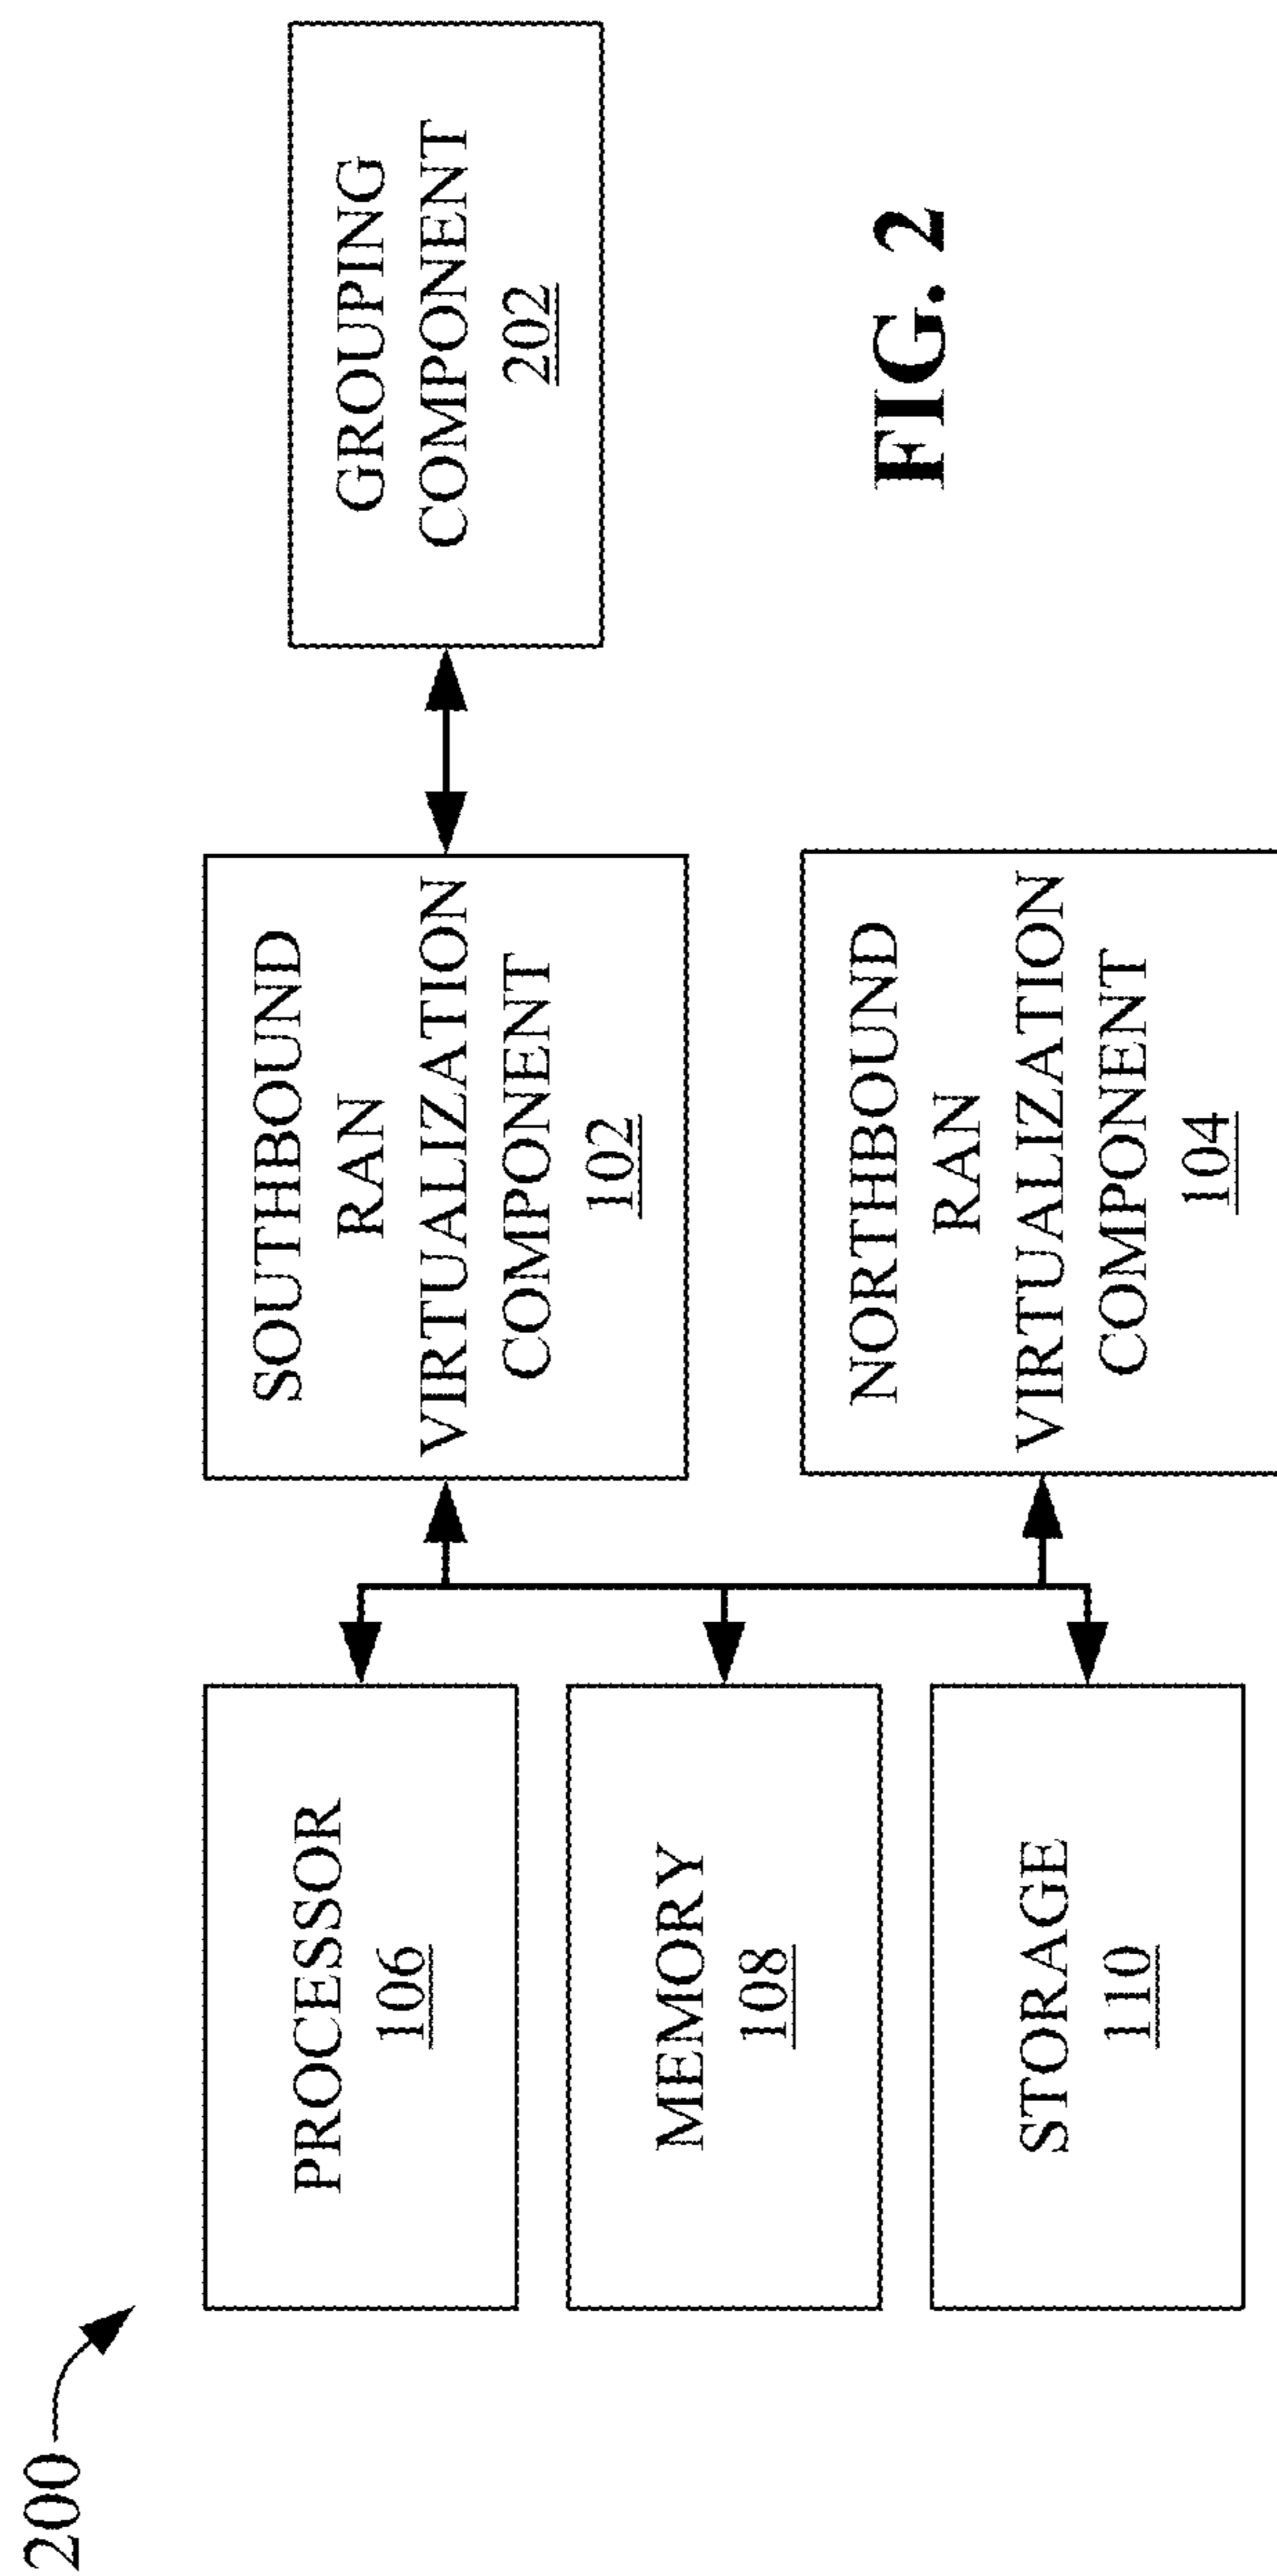 200
PROCESSOR
106
MEMORY
108
STORAGE
110
SOUTHBOUND
RAN
VIRTUALIZATION
COMPONENT
102
NORTHBOUND
RAN
VIRTUALIZATION
COMPONENT
104
GROUPING
COMPONENT
202
FIG. 2